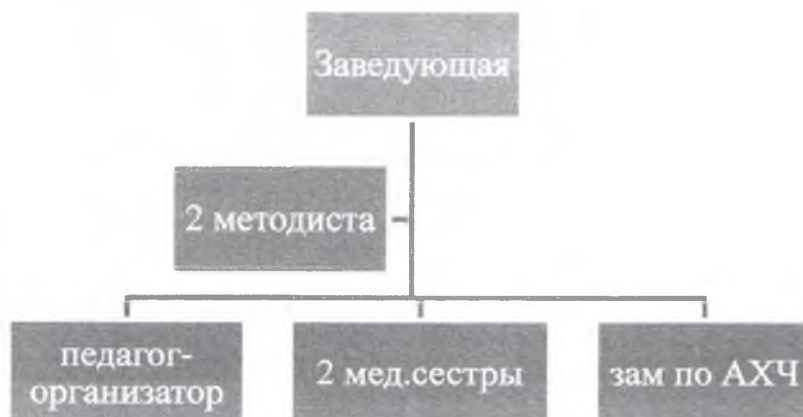 Заведующая
2 методиста
педагог-
организатор
2 мед.сестры
зам по АХЧ